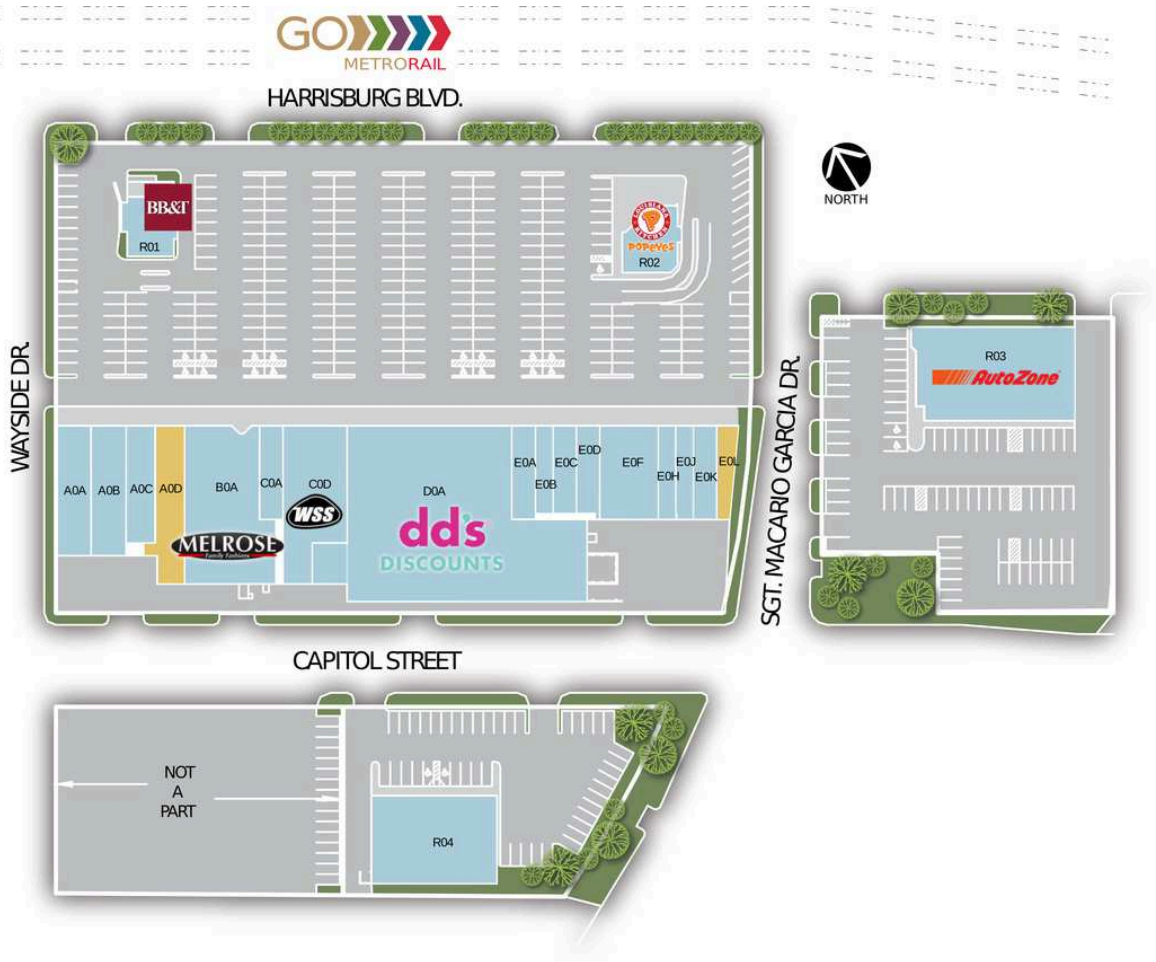 GO
METRORAIL
HARRISBURG BLVD.
NORTH
BB&T
R01
LOUISIANA
KITCHEN
POPEYES
R02
WAYSIDE DR.
SGT. MACARIO GARCIA DR.
R03
AutoZone
A0A
A0B
A0C
A0D
B0A
C0A
C0D
D0A
E0A
E0B
E0C
E0D
E0F
E0H
E0J
E0K
E0L
MELROSE
Family Fashions
WSS
dd's
DISCOUNTS
CAPITOL STREET
NOT
A
PART
R04